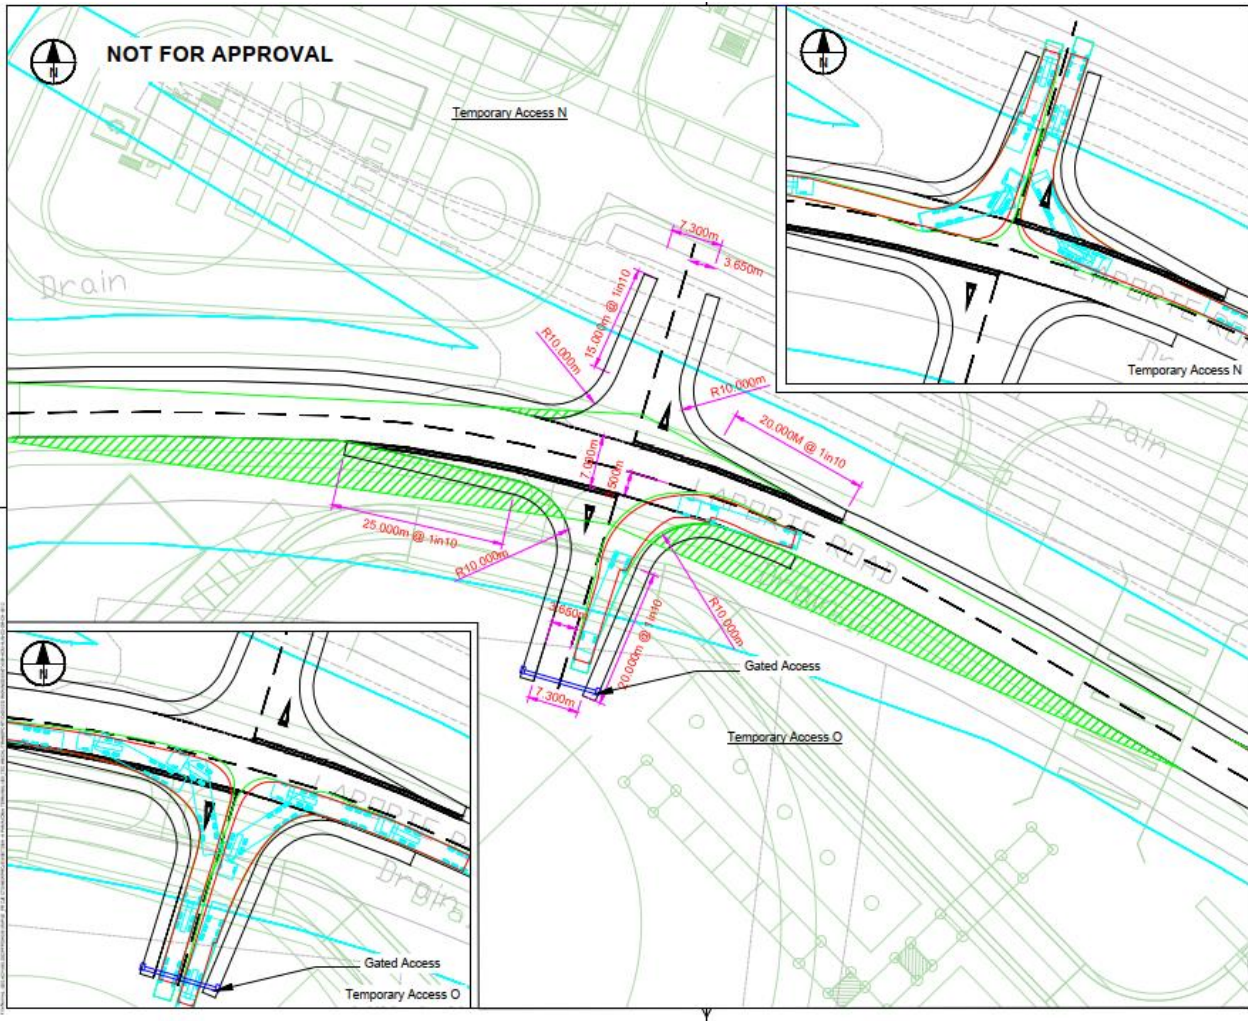 NOT FOR APPROVAL
N
Temporary Access N
N
7.300m
3.650m
Drain
15.000m @ 1in10
R10.000m
R10.000m
20.000M @ 1in10
Temporary Access N
Drain
7.000m
LAPORTE ROAD
25.000m @ 1in10
R10.000m
3.650m
R10.000m
20.000m @ 1in10
7.300m
Gated Access
Temporary Access O
N
Drain
Gated Access
Temporary Access O